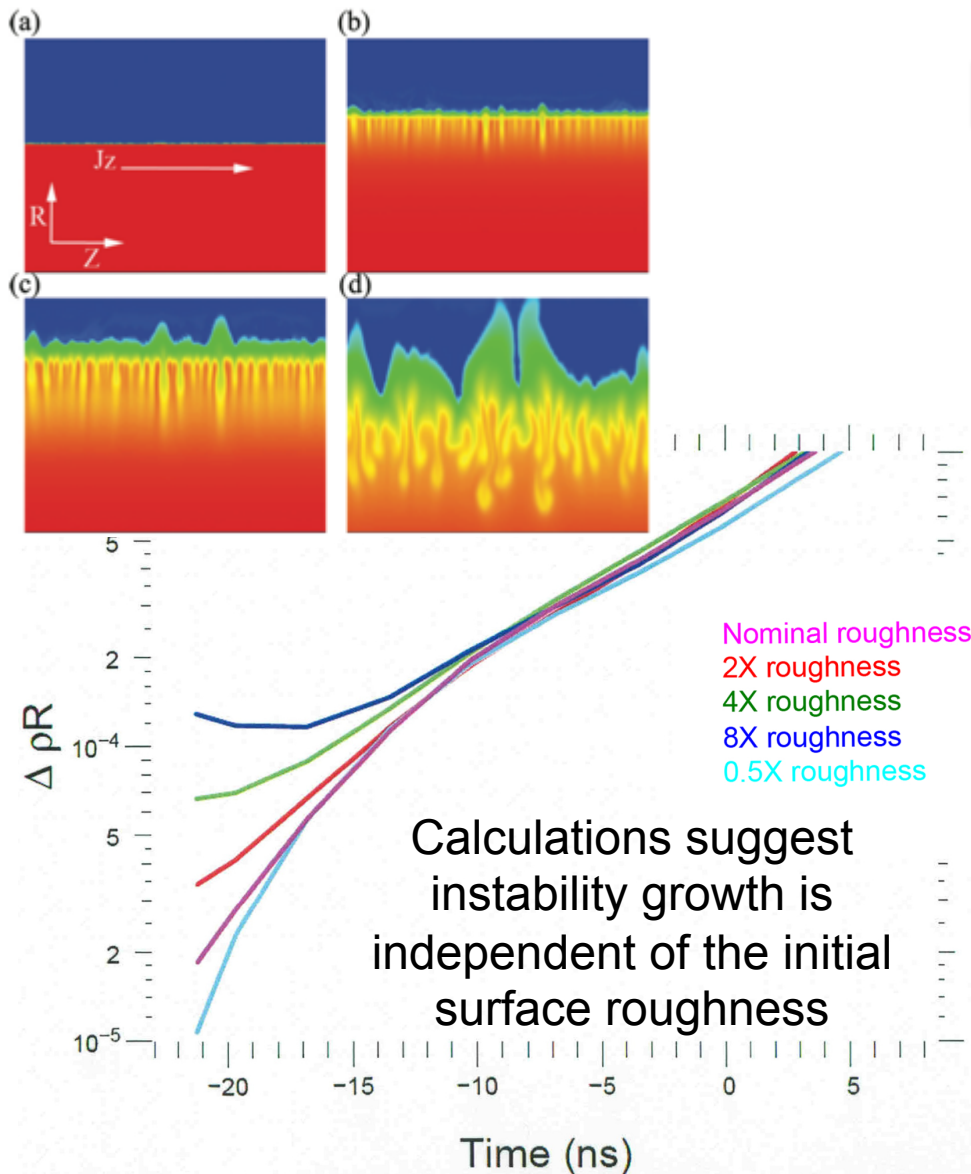 (a)
(b)
Jz
R
Z
(c)
(d)
5
2
10⁻⁴
5
2
10⁻⁵
Δ ρR
Nominal roughness
2X roughness
4X roughness
8X roughness
0.5X roughness
Calculations suggest
instability growth is
independent of the initial
surface roughness
−20 −15 −10 −5 0 5
Time (ns)